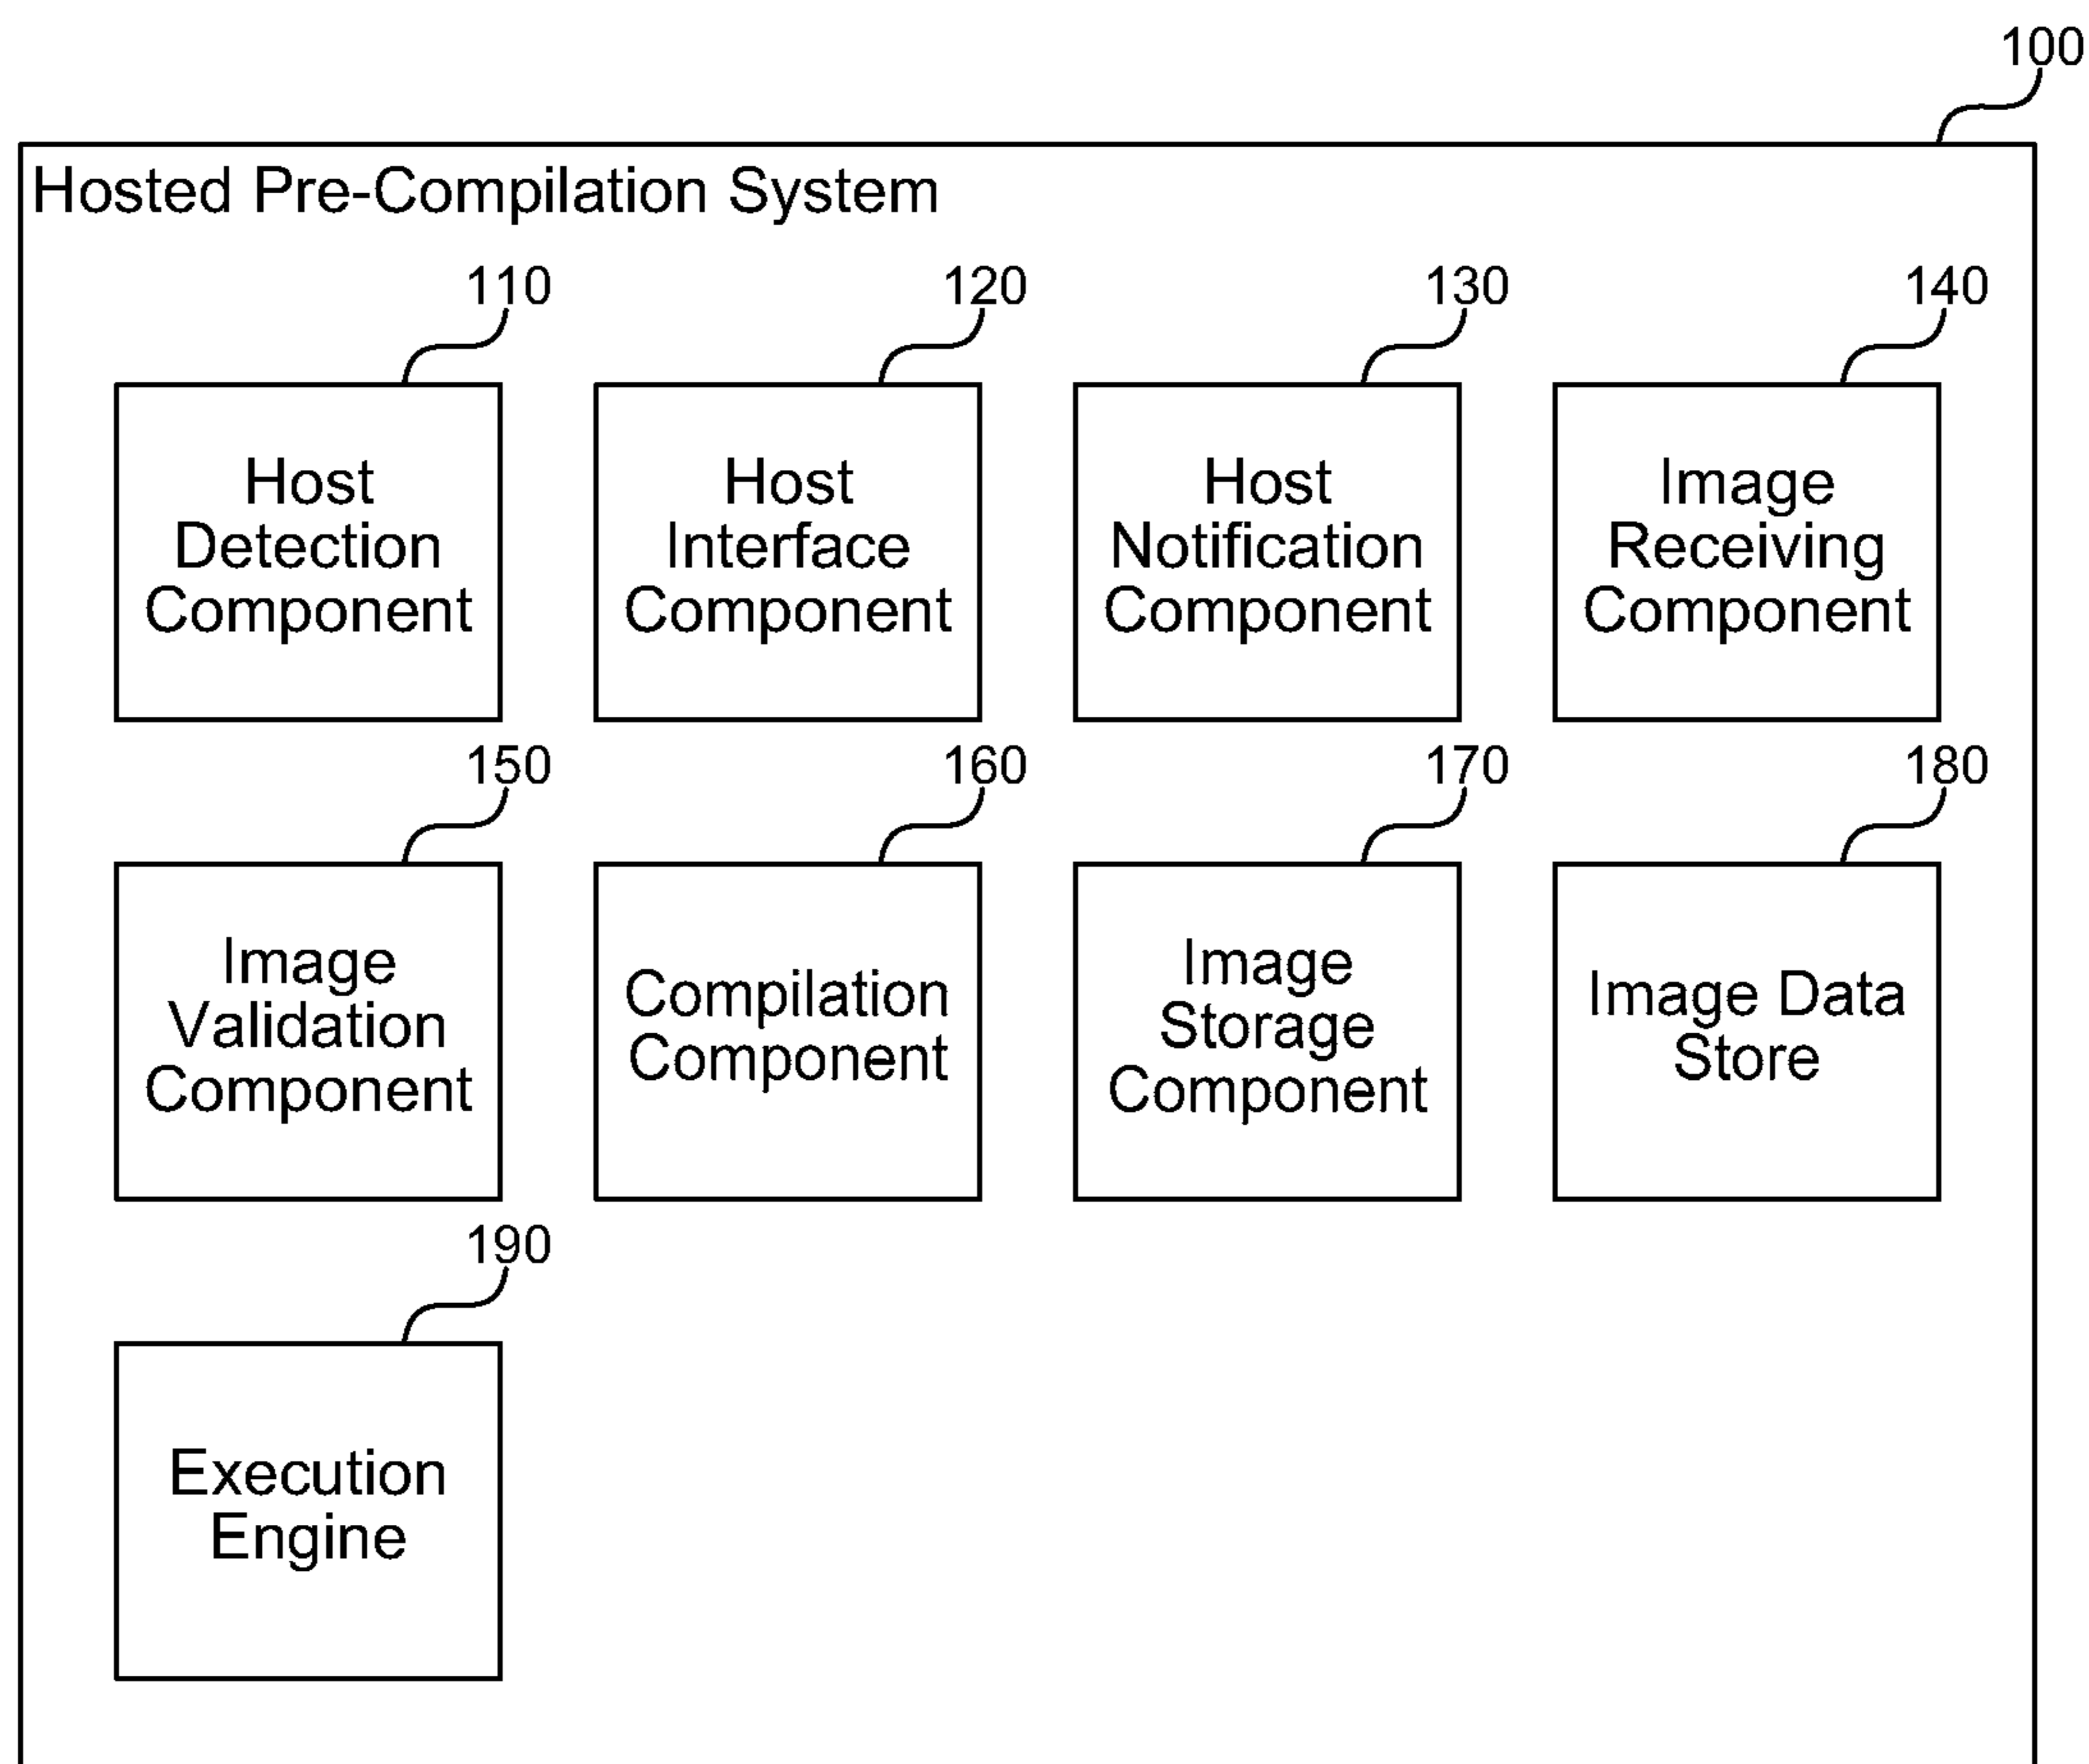 100
Hosted Pre-Compilation System
110
120
130
140
Host
Detection
Component
Host
Interface
Component
Host
Notification
Component
Image
Receiving
Component
150
160
170
180
Image
Validation
Component
Compilation
Component
Image
Storage
Component
Image Data
Store
190
Execution
Engine